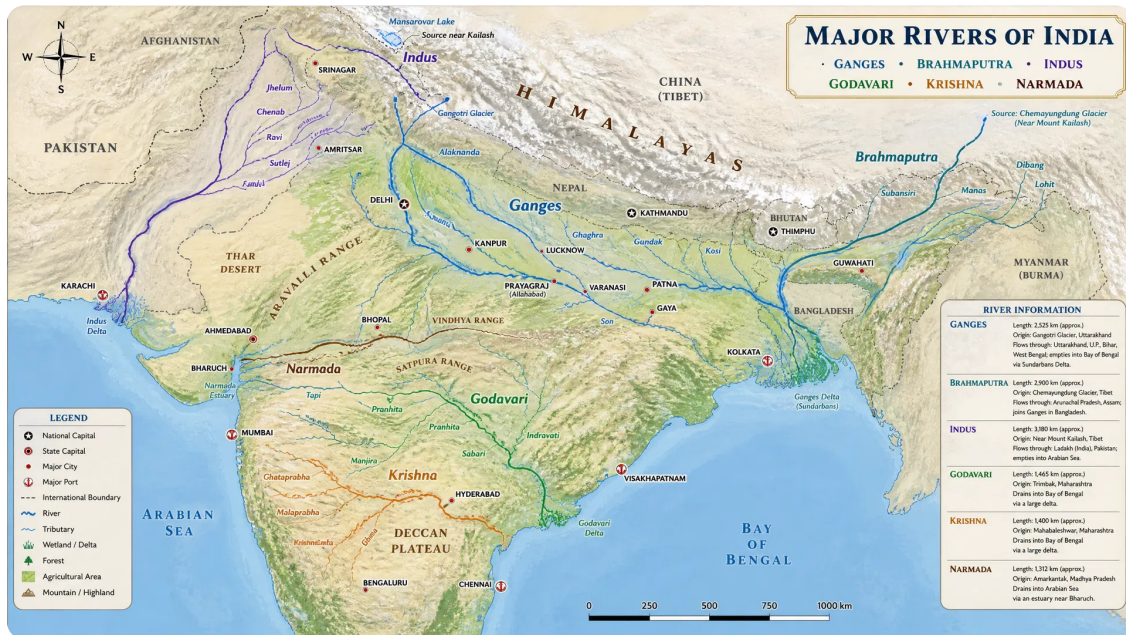 MAJOR RIVERS OF INDIA
· GANGES • BRAHMAPUTRA • INDUS
GODAVARI • KRISHNA • NARMADA
N
W
E
S
AFGHANISTAN
Mansarovar Lake
Source near Kailash
Indus
SRINAGAR
CHINA
(TIBET)
HIMALAYAS
Jhelum
Chenab
Ravi
Sutlej
PAKISTAN
AMRITSAR
Gangotri Glacier
Alaknanda
Source: Chemayungdung Glacier
(Near Mount Kailash)
Brahmaputra
Dibang
Lohit
Manas
Subansiri
NEPAL
KATHMANDU
BHUTAN
THIMPHU
DELHI
Ganges
Ghaghra
Gundak
Kosi
KANPUR
LUCKNOW
GUWAHATI
MYANMAR
(BURMA)
THAR
DESERT
ARAVALLI RANGE
PRAYAGRAJ
(Allahabad)
VARANASI
PATNA
GAYA
Son
BANGLADESH
KARACHI
Indus
Delta
AHMEDABAD
BHOPAL
VINDHYA RANGE
BHARUCH
Narmada
SATPURA RANGE
Narmada
Estuary
Tapi
KOLKATA
Ganges Delta
(Sundarbans)
Godavari
Pranhita
Pranhita
Indravati
Sabari
Manjira
MUMBAI
VISAKHAPATNAM
Ghataprabha
Krishna
HYDERABAD
Malaprabha
DECCAN
PLATEAU
Godavari
Delta
BENGALURU
CHENNAI
ARABIAN
SEA
BAY
OF
BENGAL
0 250 500 750 1000 km
LEGEND
National Capital
State Capital
Major City
Major Port
International Boundary
River
Tributary
Wetland / Delta
Forest
Agricultural Area
Mountain / Highland
RIVER INFORMATION
GANGES
Length: 2,525 km (approx.)
Origin: Gangotri Glacier, Uttarakhand
Flows through: Uttarakhand, U.P., Bihar,
West Bengal; empties into Bay of Bengal
via Sundarbans Delta.
BRAHMAPUTRA
Length: 2,900 km (approx.)
Origin: Chemayungdung Glacier, Tibet
Flows through: Arunachal Pradesh, Assam;
joins Ganges in Bangladesh.
INDUS
Length: 3,180 km (approx.)
Origin: Near Mount Kailash, Tibet
Flows through: Ladakh (India), Pakistan;
empties into Arabian Sea.
GODAVARI
Length: 1,465 km (approx.)
Origin: Trimbak, Maharashtra
Drains into Bay of Bengal
via a large delta.
KRISHNA
Length: 1,400 km (approx.)
Origin: Mahabaleshwar, Maharashtra
Drains into Bay of Bengal
via a large delta.
NARMADA
Length: 1,312 km (approx.)
Origin: Amarkantak, Madhya Pradesh
Drains into Arabian Sea
via an estuary near Bharuch.